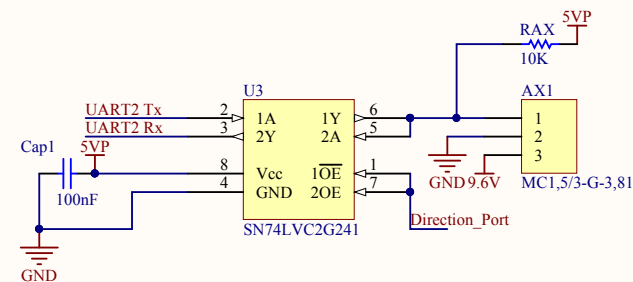 5VP
RAX
10K
U3
AX1
UART2 Tx
2
1A
1Y
6
1
UART2 Rx
3
2Y
2A
5
2
3
Cap1
5VP
8
Vcc
1OE
1
GND
9.6V
MC1,5/3-G-3,81
100nF
4
GND
2OE
7
Direction_Port
SN74LVC2G241
GND